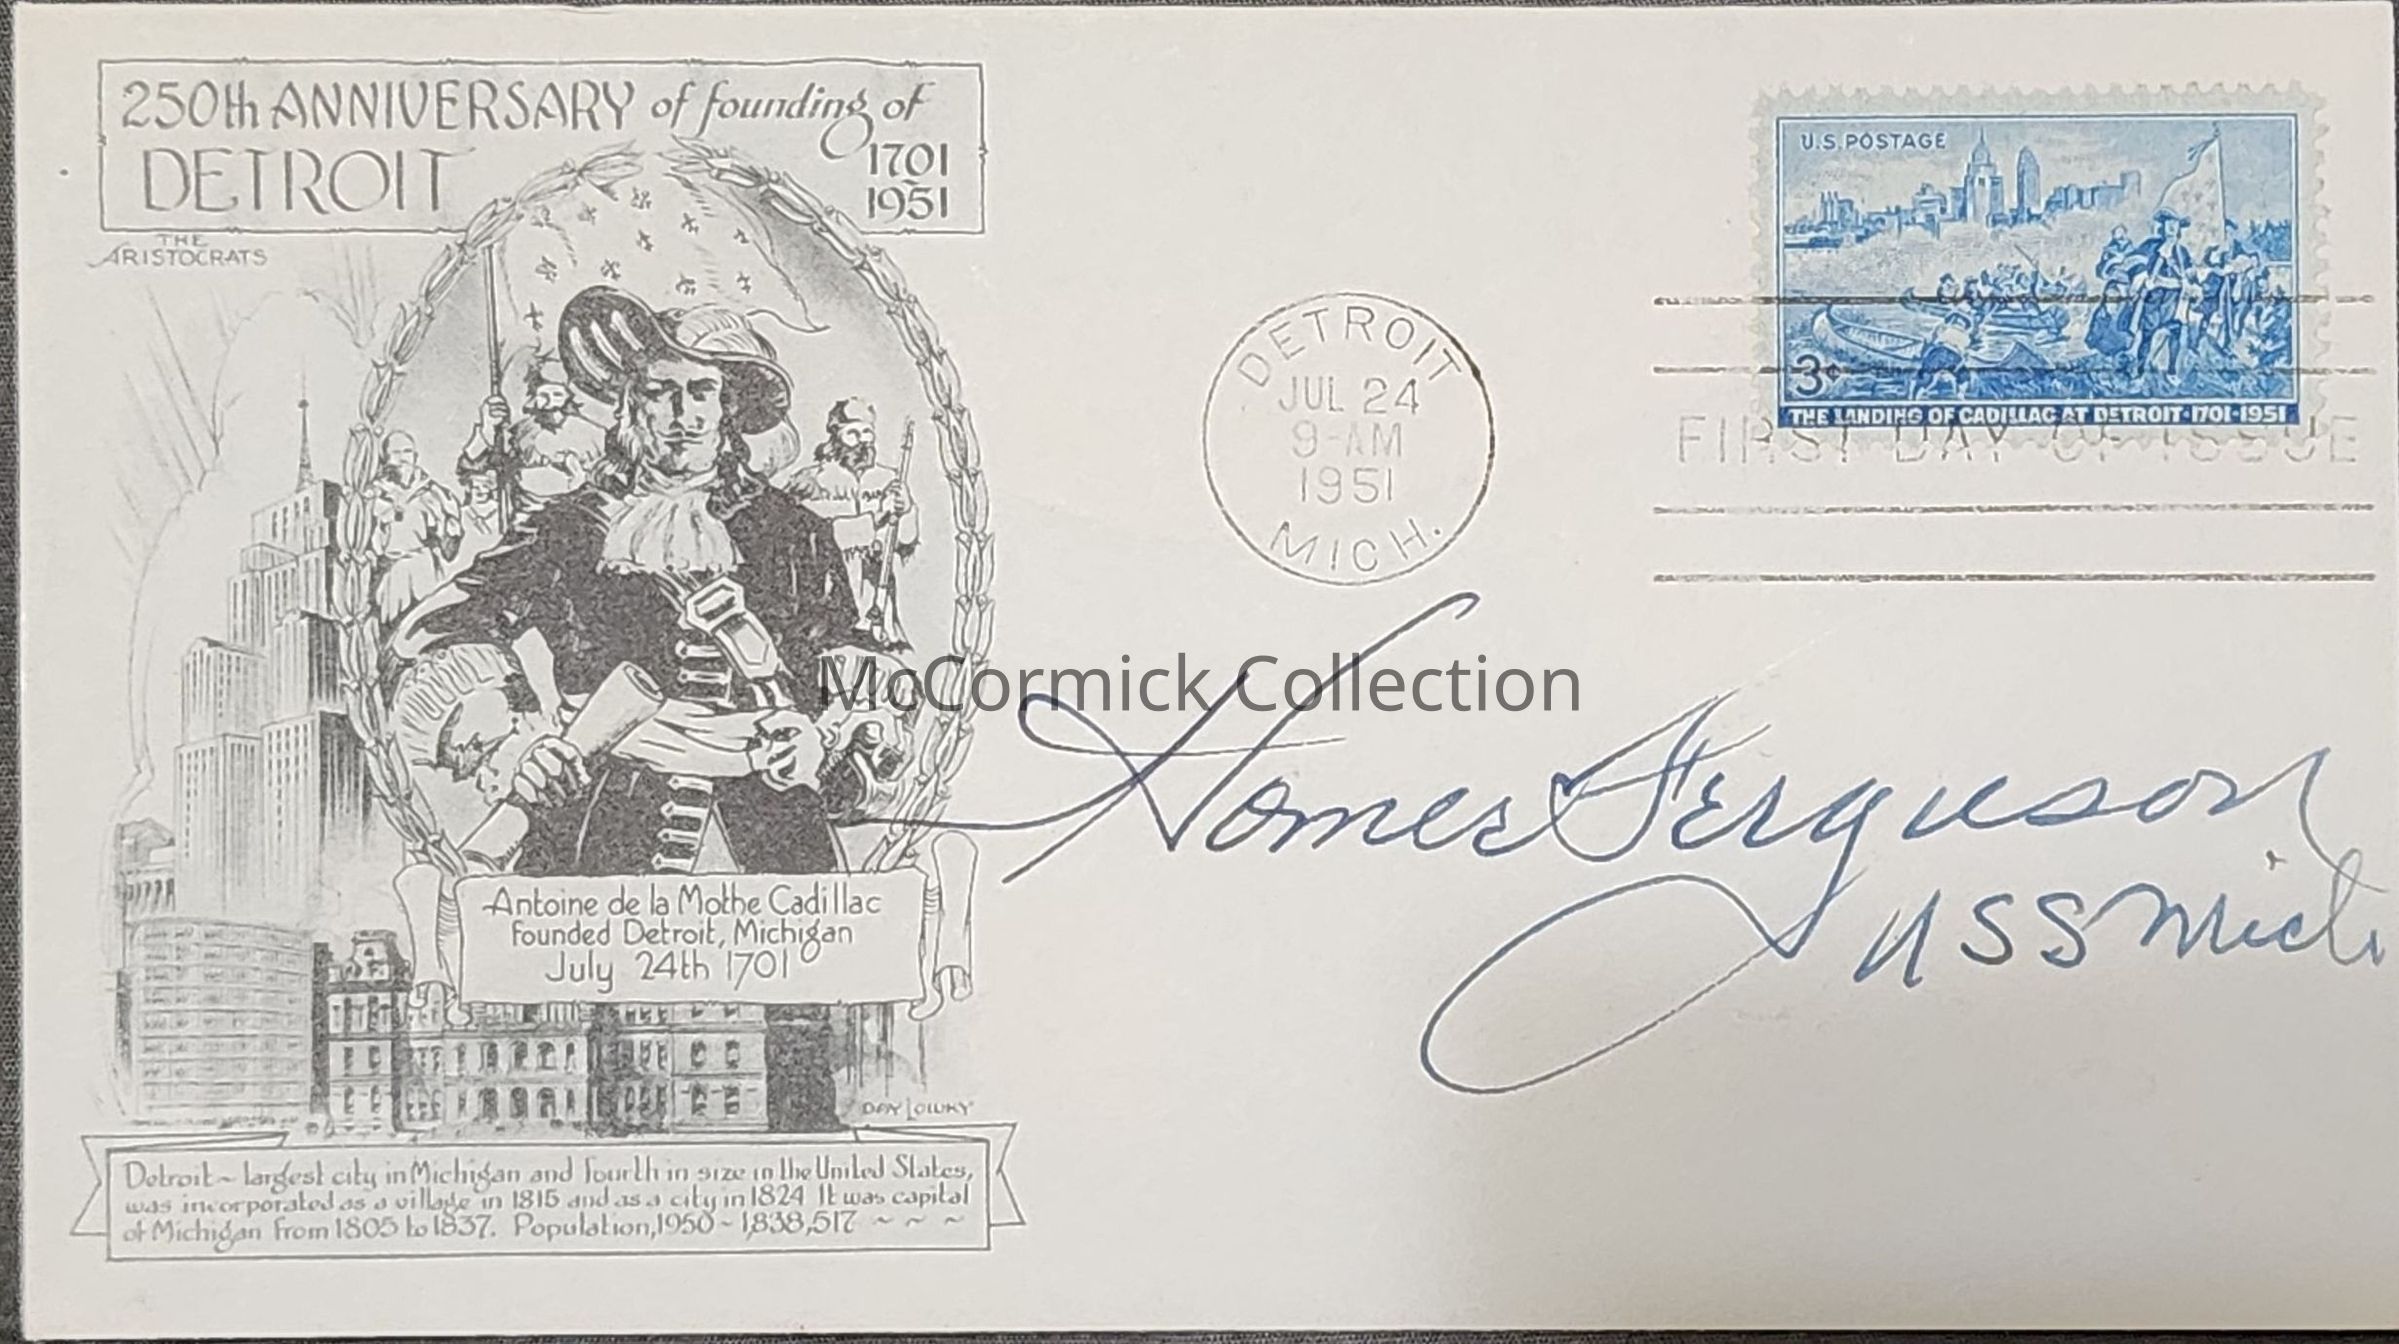 250th ANNIVERSARY of founding of
DETROIT
1701
1951
THE
ARISTOCRATS
U.S. POSTAGE
3¢
THE LANDING OF CADILLAC AT DETROIT·1701·1951
DETROIT
JUL 24
9-AM
1951
MICH.
FIRST DAY OF ISSUE
McCormick Collection
Homer Ferguson
USS Mich
Antoine de la Mothe Cadillac
founded Detroit, Michigan
July 24th 1701
DAY LOWRY
Detroit ~ largest city in Michigan and fourth in size in the United States,
was incorporated as a village in 1815 and as a city in 1824 It was capital
of Michigan from 1805 to 1837. Population, 1950 ~ 1,838,517 ~ ~ ~